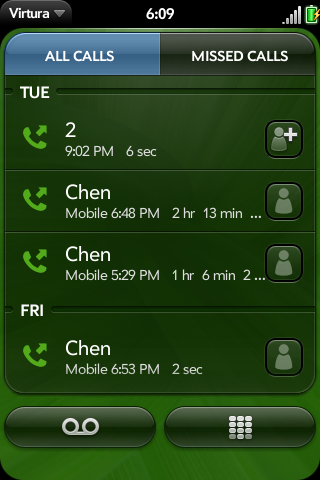 Virtura 6:09
ALL CALLS MISSED CALLS
TUE
2
9:02 PM 6 sec
Chen
Mobile 6:48 PM 2 hr 13 min ...
Chen
Mobile 5:29 PM 1 hr 6 min 2 ...
FRI
Chen
Mobile 6:53 PM 2 sec